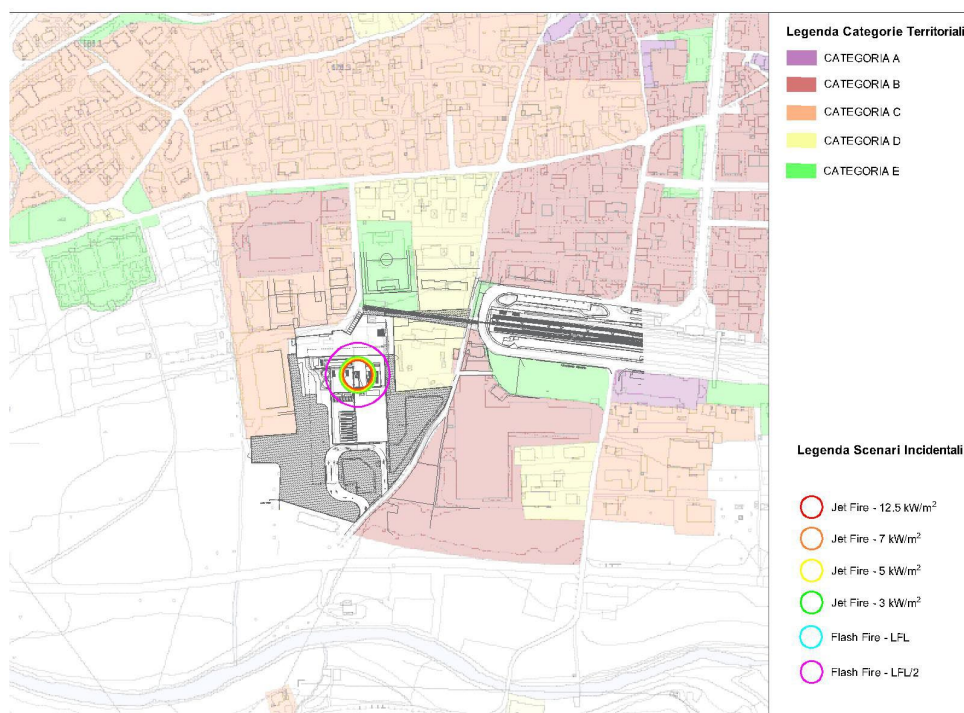 Legenda Categorie Territoriali
CATEGORIA A
CATEGORIA B
CATEGORIA C
CATEGORIA D
CATEGORIA E
Legenda Scenari Incidentali
Jet Fire - 12.5 kW/m²
Jet Fire - 7 kW/m²
Jet Fire - 5 kW/m²
Jet Fire - 3 kW/m²
Flash Fire - LFL
Flash Fire - LFL/2